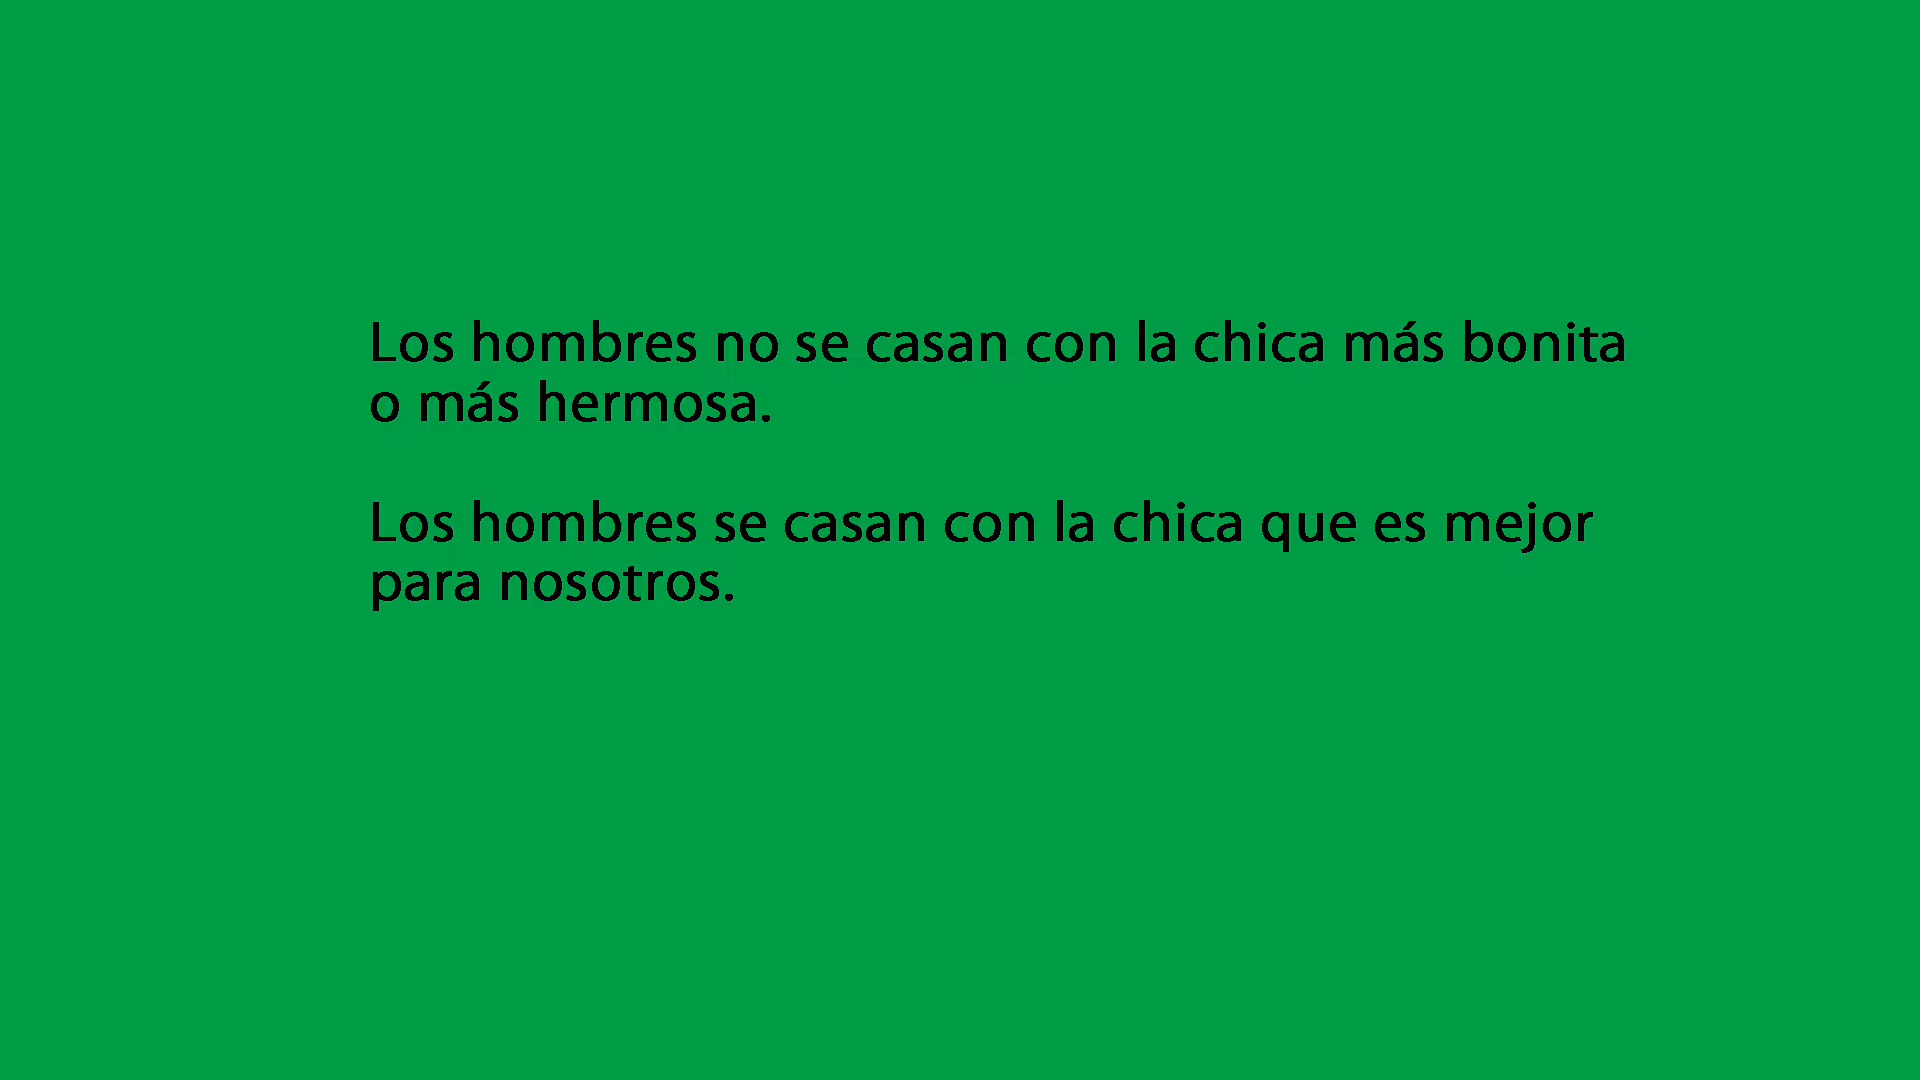 Los hombres no se casan con la chica más bonita
o más hermosa.
Los hombres se casan con la chica que es mejor
para nosotros.